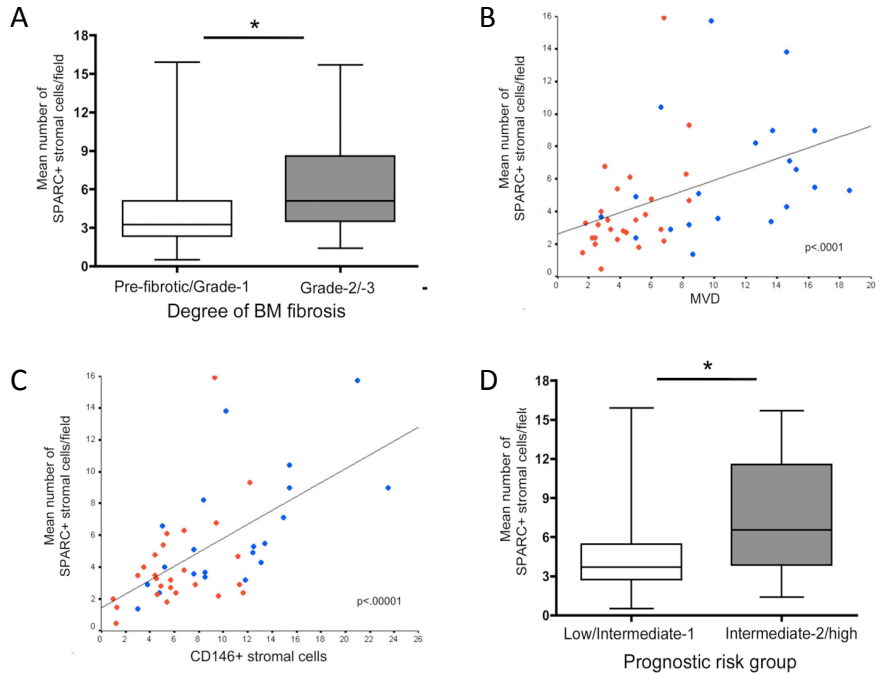 A
*
Mean number of
SPARC+ stromal cells/field
18
15
12
9
6
3
0
Pre-fibrotic/Grade-1 Grade-2/-3 -
Degree of BM fibrosis
B
Mean number of
SPARC+ stromal cells/field
16
14
12
10
8
6
4
2
0
0 2 4 6 8 10 12 14 16 18 20
p<.0001
MVD
C
Mean number of
SPARC+ stromal cells/field
16
14
12
10
8
6
4
2
0
0 2 4 6 8 10 12 14 16 18 20 22 24 26
p<.00001
CD146+ stromal cells
D
*
Mean number of
SPARC+ stromal cells/field
18
15
12
9
6
3
0
Low/Intermediate-1 Intermediate-2/high
Prognostic risk group